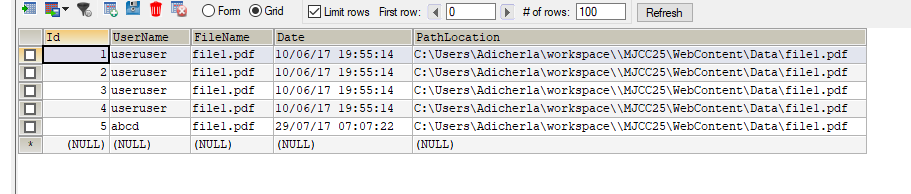 Form Grid Limit rows First row: 0 # of rows: 100 Refresh
Id UserName FileName Date PathLocation
1 useruser file1.pdf 10/06/17 19:55:14 C:\Users\Adicherla\workspace\\MJCC25\WebContent\Data\file1.pdf
2 useruser file1.pdf 10/06/17 19:55:14 C:\Users\Adicherla\workspace\\MJCC25\WebContent\Data\file1.pdf
3 useruser file1.pdf 10/06/17 19:55:14 C:\Users\Adicherla\workspace\\MJCC25\WebContent\Data\file1.pdf
4 useruser file1.pdf 10/06/17 19:55:14 C:\Users\Adicherla\workspace\\MJCC25\WebContent\Data\file1.pdf
5 abcd file1.pdf 29/07/17 07:07:22 C:\Users\Adicherla\workspace\\MJCC25\WebContent\Data\file1.pdf
* (NULL) (NULL) (NULL) (NULL) (NULL)